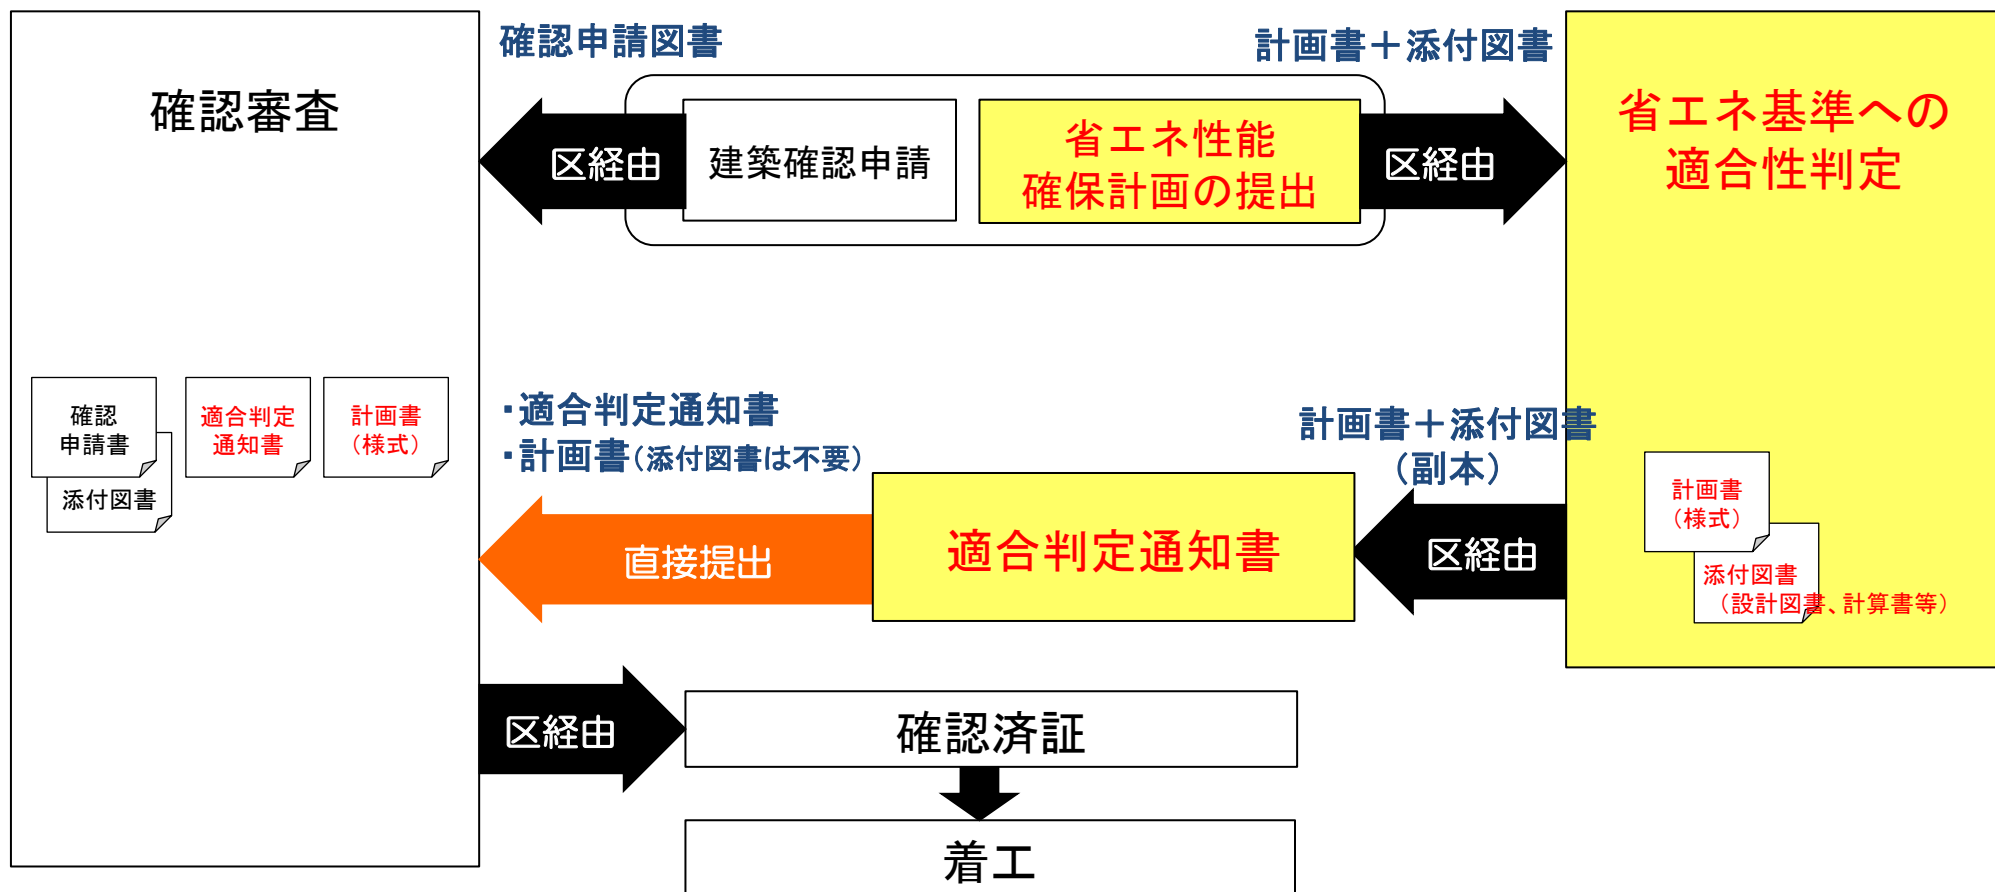 確認申請図書
計画書＋添付図書
確認審査
区経由
建築確認申請
省エネ性能
確保計画の提出
区経由
省エネ基準への
適合性判定
確認
申請書
添付図書
適合判定
通知書
計画書
（様式）
・適合判定通知書
・計画書（添付図書は不要）
計画書＋添付図書
（副本）
直接提出
適合判定通知書
区経由
計画書
（様式）
添付図書
（設計図書、計算書等）
区経由
確認済証
着工